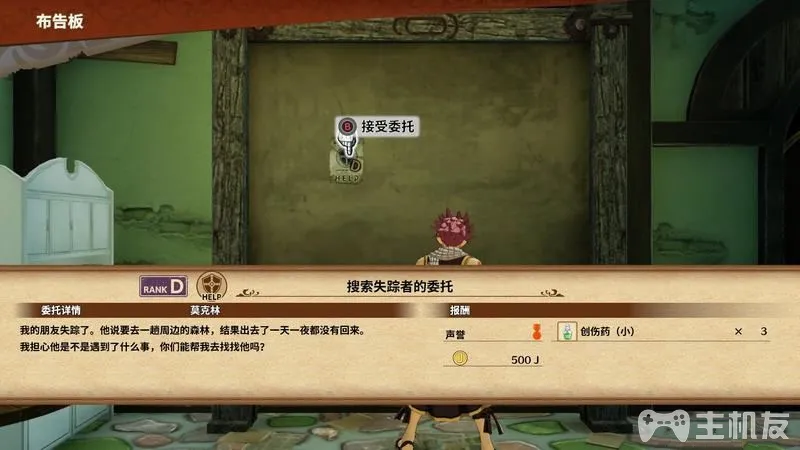 布告板
B 接受委托
D
HELP
RANK D
HELP
搜索失踪者的委托
委托详情
莫克林
报酬
我的朋友失踪了。他说要去一趟周边的森林，结果出去了一天一夜都没有回来。
我担心他是不是遇到了什么事，你们能帮我去找找他吗？
声誉
创伤药（小） × 3
J 500 J
主机友